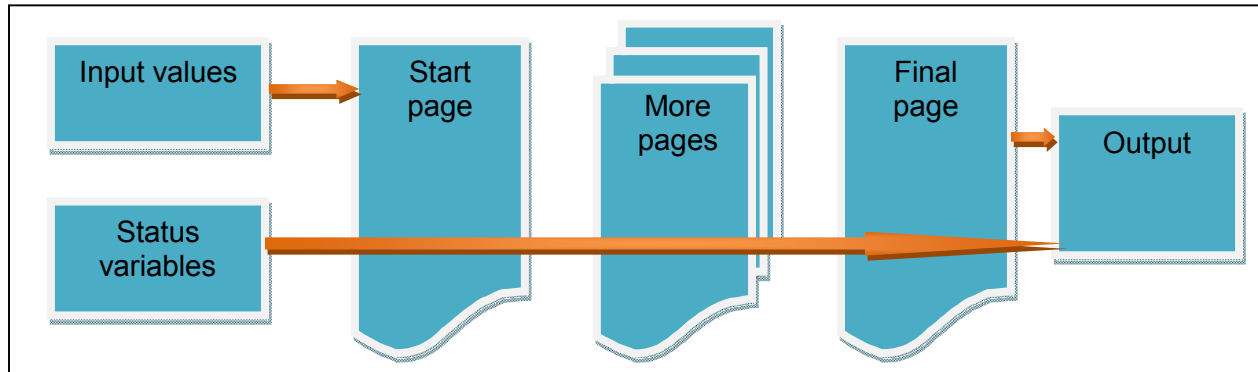 Input values
Start
page
More
pages
Final
page
Output
Status
variables